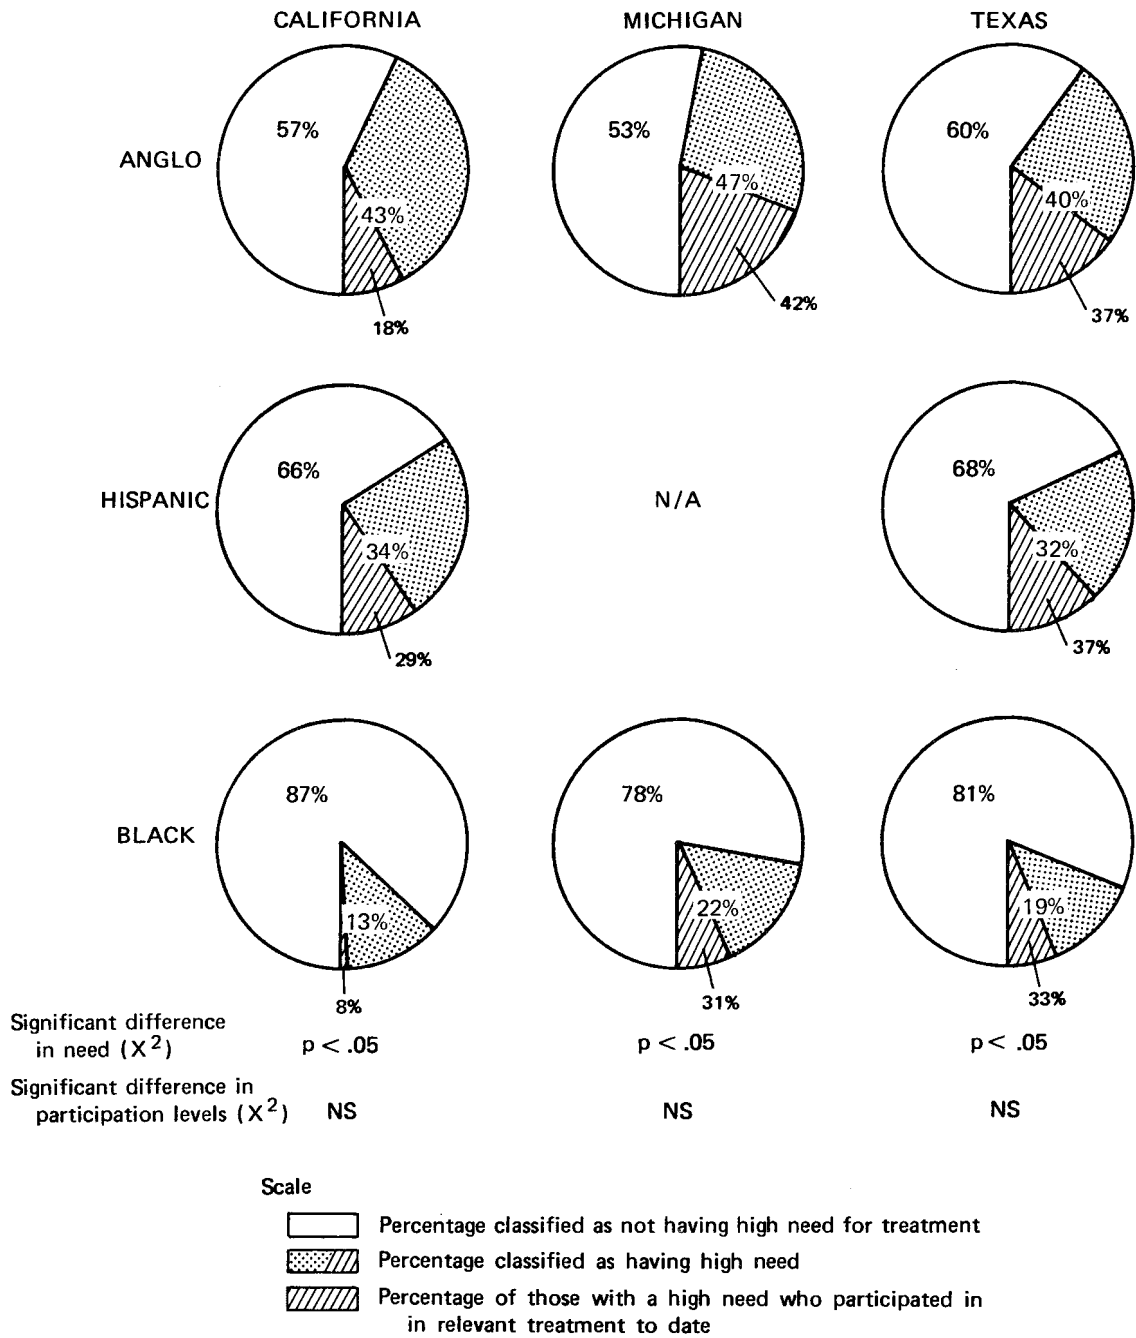 CALIFORNIA MICHIGAN TEXAS
57% 53% 60%
ANGLO
43% 47% 40%
18% 42% 37%
66% 68%
HISPANIC N/A
34% 32%
29% 37%
87% 78% 81%
BLACK
13% 22% 19%
8% 31% 33%
Significant difference
in need (X²) p < .05 p < .05 p < .05
Significant difference in
participation levels (X²) NS NS NS
Scale
Percentage classified as not having high need for treatment
Percentage classified as having high need
Percentage of those with a high need who participated in
in relevant treatment to date